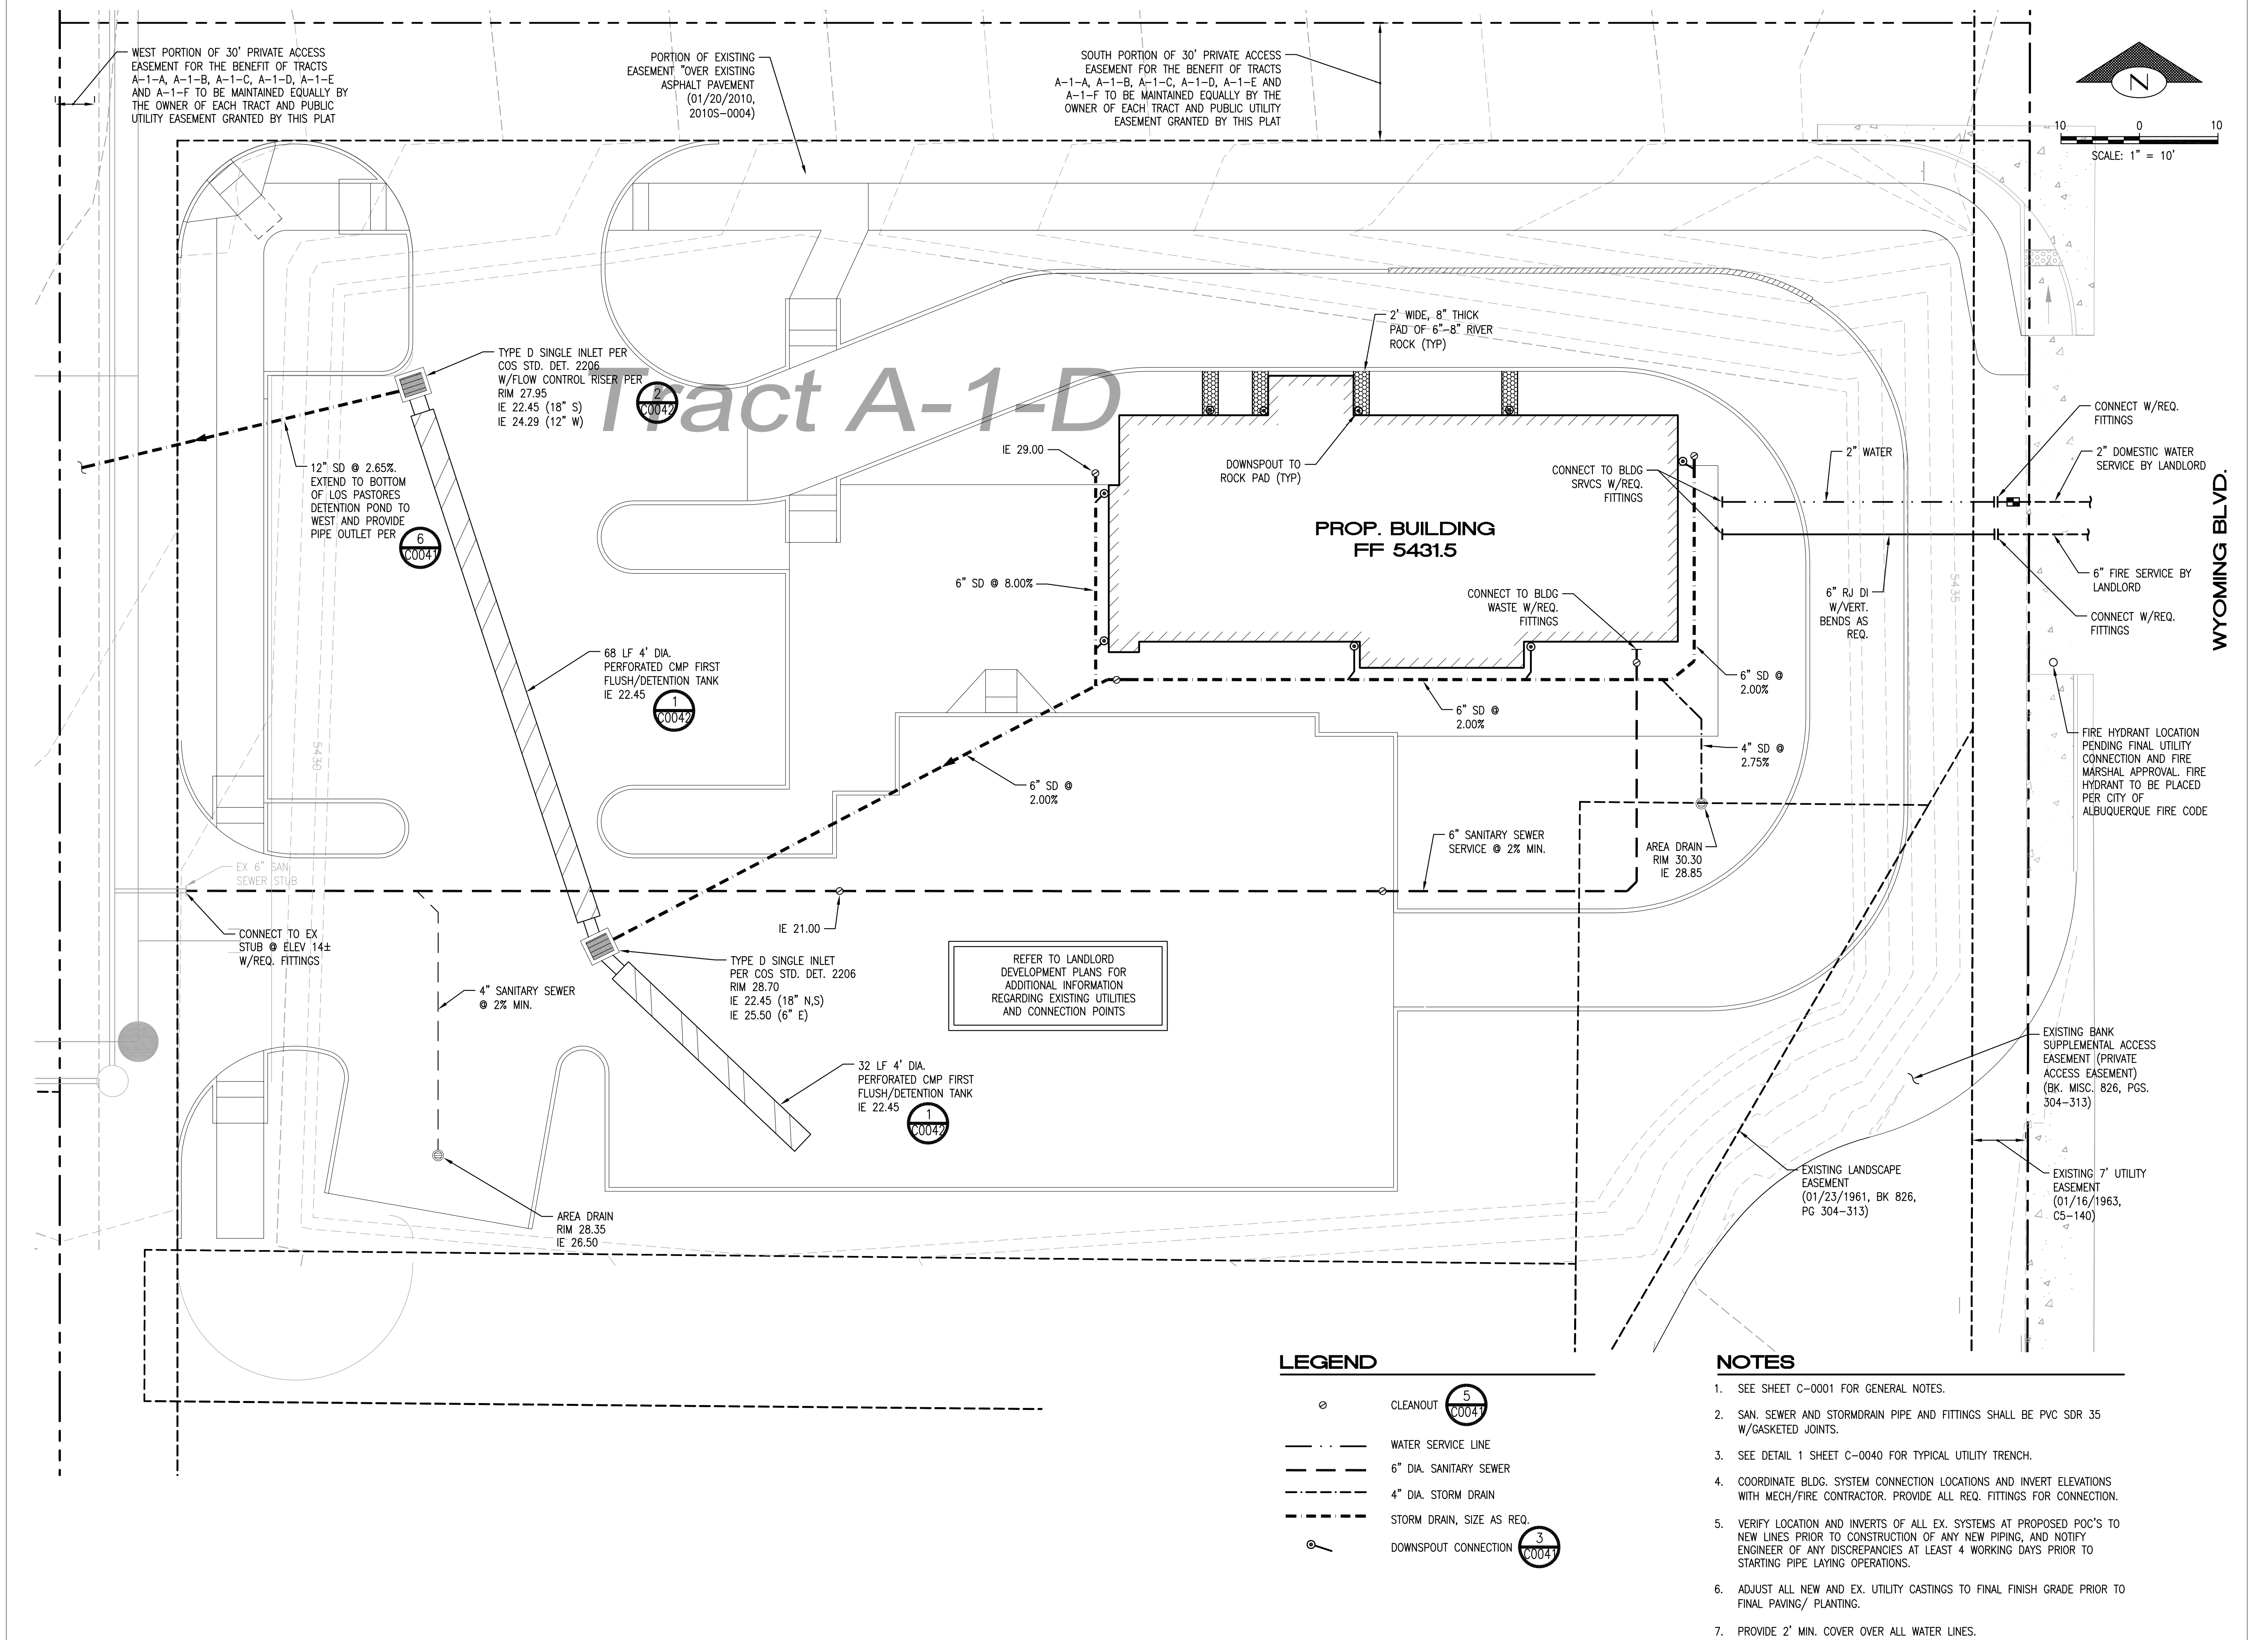 WEST PORTION OF 30' PRIVATE ACCESS
EASEMENT FOR THE BENEFIT OF TRACTS
A-1-A, A-1-B, A-1-C, A-1-D, A-1-E
AND A-1-F TO BE MAINTAINED EQUALLY BY
THE OWNER OF EACH TRACT AND PUBLIC
UTILITY EASEMENT GRANTED BY THIS PLAT
PORTION OF EXISTING
EASEMENT "OVER EXISTING
ASPHALT PAVEMENT
(01/20/2010,
2010S-0004)
SOUTH PORTION OF 30' PRIVATE ACCESS
EASEMENT FOR THE BENEFIT OF TRACTS
A-1-A, A-1-B, A-1-C, A-1-D, A-1-E AND
A-1-F TO BE MAINTAINED EQUALLY BY THE
OWNER OF EACH TRACT AND PUBLIC UTILITY
EASEMENT GRANTED BY THIS PLAT
N
10 0 10
SCALE: 1" = 10'
2' WIDE, 8" THICK
PAD OF 6"-8" RIVER
ROCK (TYP)
TYPE D SINGLE INLET PER
COS STD. DET. 2206
W/FLOW CONTROL RISER PER
RIM 27.95
IE 22.45 (18" S)
IE 24.29 (12" W)
2
C0042
Tract A-1-D
12" SD @ 2.65%.
EXTEND TO BOTTOM
OF LOS PASTORES
DETENTION POND TO
WEST AND PROVIDE
PIPE OUTLET PER
6
C0041
IE 29.00
DOWNSPOUT TO
ROCK PAD (TYP)
CONNECT TO BLDG
SRVCS W/REQ.
FITTINGS
2" WATER
CONNECT W/REQ.
FITTINGS
2" DOMESTIC WATER
SERVICE BY LANDLORD
WYOMING BLVD.
PROP. BUILDING
FF 5431.5
6" SD @ 8.00%
CONNECT TO BLDG
WASTE W/REQ.
FITTINGS
6" RJ DI
W/VERT.
BENDS AS
REQ.
5435
6" FIRE SERVICE BY
LANDLORD
CONNECT W/REQ.
FITTINGS
68 LF 4' DIA.
PERFORATED CMP FIRST
FLUSH/DETENTION TANK
IE 22.45
1
C0042
6" SD @
2.00%
6" SD @
2.00%
4" SD @
2.75%
5430
6" SD @
2.00%
FIRE HYDRANT LOCATION
PENDING FINAL UTILITY
CONNECTION AND FIRE
MARSHAL APPROVAL. FIRE
HYDRANT TO BE PLACED
PER CITY OF
ALBUQUERQUE FIRE CODE
6" SANITARY SEWER
SERVICE @ 2% MIN.
AREA DRAIN
RIM 30.30
IE 28.85
EX 6" SAN
SEWER STUB
CONNECT TO EX
STUB @ ELEV 14±
W/REQ. FITTINGS
IE 21.00
4" SANITARY SEWER
@ 2% MIN.
TYPE D SINGLE INLET
PER COS STD. DET. 2206
RIM 28.70
IE 22.45 (18" N,S)
IE 25.50 (6" E)
REFER TO LANDLORD
DEVELOPMENT PLANS FOR
ADDITIONAL INFORMATION
REGARDING EXISTING UTILITIES
AND CONNECTION POINTS
32 LF 4' DIA.
PERFORATED CMP FIRST
FLUSH/DETENTION TANK
IE 22.45
1
C0042
EXISTING BANK
SUPPLEMENTAL ACCESS
EASEMENT (PRIVATE
ACCESS EASEMENT)
(BK. MISC. 826, PGS.
304-313)
EXISTING LANDSCAPE
EASEMENT
(01/23/1961, BK 826,
PG 304-313)
EXISTING 7' UTILITY
EASEMENT
(01/16/1963,
C5-140)
AREA DRAIN
RIM 28.35
IE 26.50
LEGEND
CLEANOUT
5
C0041
WATER SERVICE LINE
6" DIA. SANITARY SEWER
4" DIA. STORM DRAIN
STORM DRAIN, SIZE AS REQ.
DOWNSPOUT CONNECTION
3
C0041
NOTES
1. SEE SHEET C-0001 FOR GENERAL NOTES.
2. SAN. SEWER AND STORMDRAIN PIPE AND FITTINGS SHALL BE PVC SDR 35
W/GASKETED JOINTS.
3. SEE DETAIL 1 SHEET C-0040 FOR TYPICAL UTILITY TRENCH.
4. COORDINATE BLDG. SYSTEM CONNECTION LOCATIONS AND INVERT ELEVATIONS
WITH MECH/FIRE CONTRACTOR. PROVIDE ALL REQ. FITTINGS FOR CONNECTION.
5. VERIFY LOCATION AND INVERTS OF ALL EX. SYSTEMS AT PROPOSED POC'S TO
NEW LINES PRIOR TO CONSTRUCTION OF ANY NEW PIPING, AND NOTIFY
ENGINEER OF ANY DISCREPANCIES AT LEAST 4 WORKING DAYS PRIOR TO
STARTING PIPE LAYING OPERATIONS.
6. ADJUST ALL NEW AND EX. UTILITY CASTINGS TO FINAL FINISH GRADE PRIOR TO
FINAL PAVING/ PLANTING.
7. PROVIDE 2' MIN. COVER OVER ALL WATER LINES.